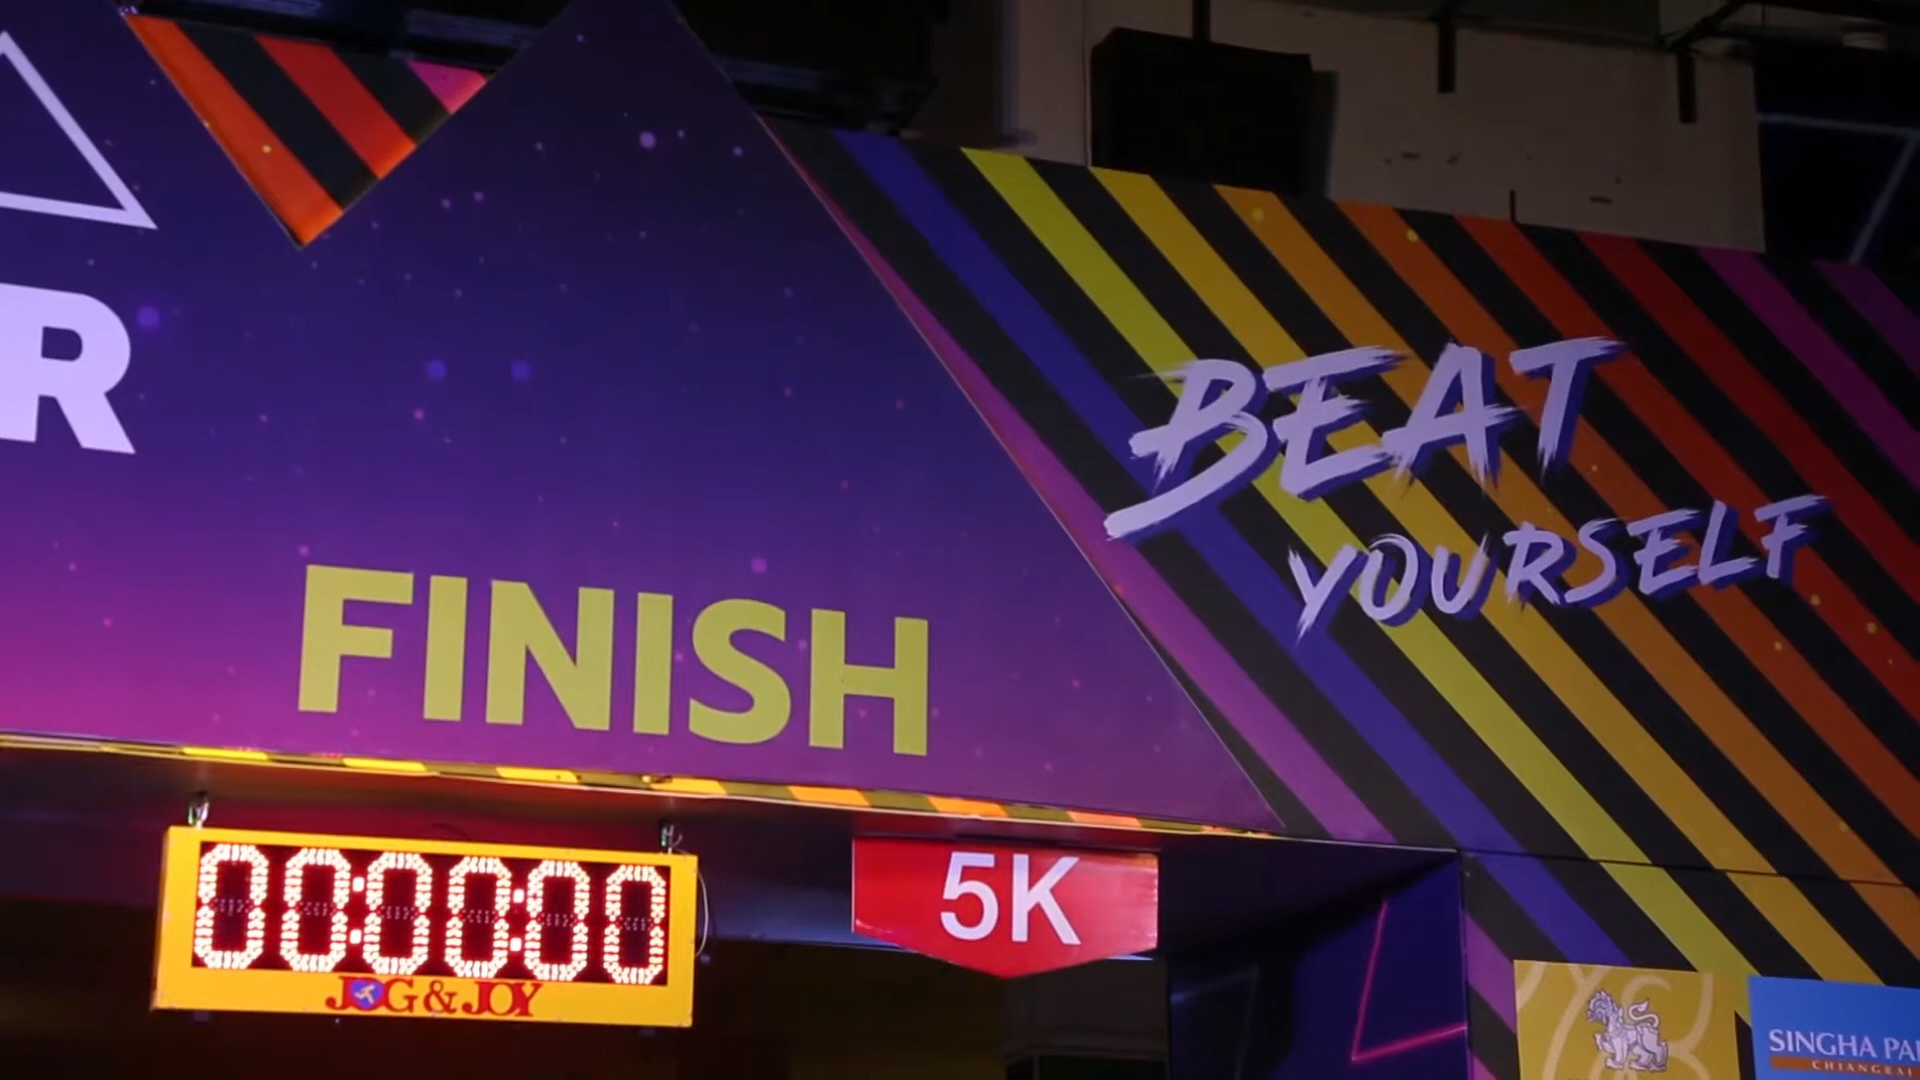 R
FINISH
BEAT
YOURSELF
00:00:00
JOG & JOY
5K
SINGHA PA
CHIANGRAI